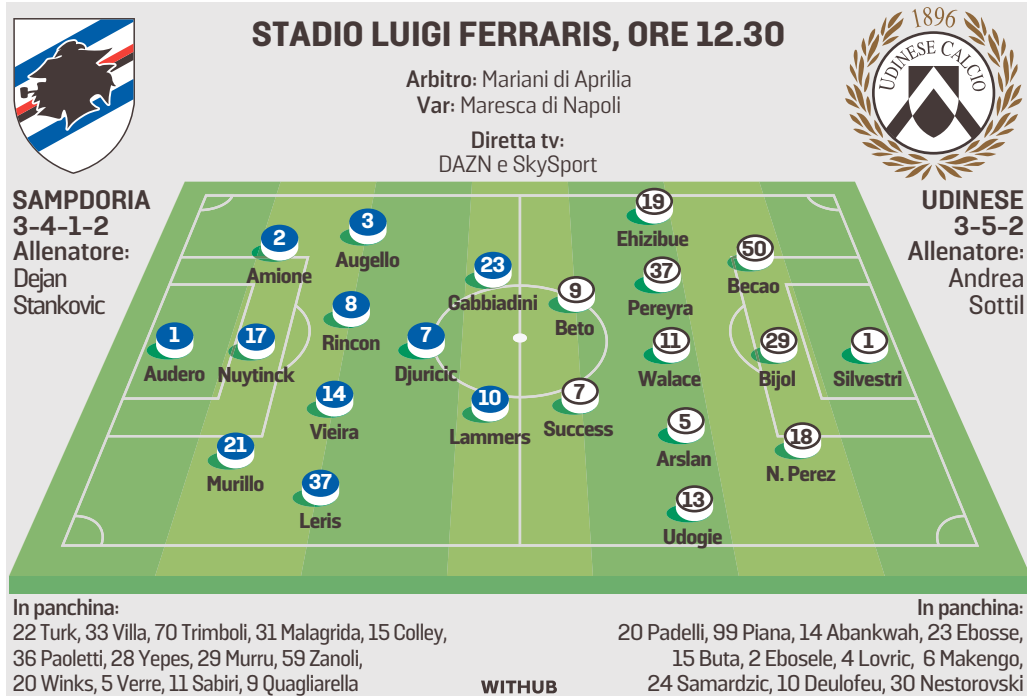 STADIO LUIGI FERRARIS, ORE 12.30
Arbitro: Mariani di Aprilia
Var: Maresca di Napoli
Diretta tv:
DAZN e SkySport
1896
UDINESE CALCIO
SAMPDORIA
3-4-1-2
Allenatore:
Dejan
Stankovic
UDINESE
3-5-2
Allenatore:
Andrea
Sottil
1
Audero
2
Amione
17
Nuytinck
21
Murillo
3
Augello
8
Rincon
14
Vieira
37
Leris
7
Djuricic
23
Gabbiadini
10
Lammers
9
Beto
7
Success
19
Ehizibue
37
Pereyra
11
Walace
5
Arslan
13
Udogie
50
Becao
29
Bijol
18
N. Perez
1
Silvestri
In panchina:
22 Turk, 33 Villa, 70 Trimboli, 31 Malagrida, 15 Colley,
36 Paoletti, 28 Yepes, 29 Murru, 59 Zanoli,
20 Winks, 5 Verre, 11 Sabiri, 9 Quagliarella
WITHUB
In panchina:
20 Padelli, 99 Piana, 14 Abankwah, 23 Ebosse,
15 Buta, 2 Ebosele, 4 Lovric, 6 Makengo,
24 Samardzic, 10 Deulofeu, 30 Nestorovski